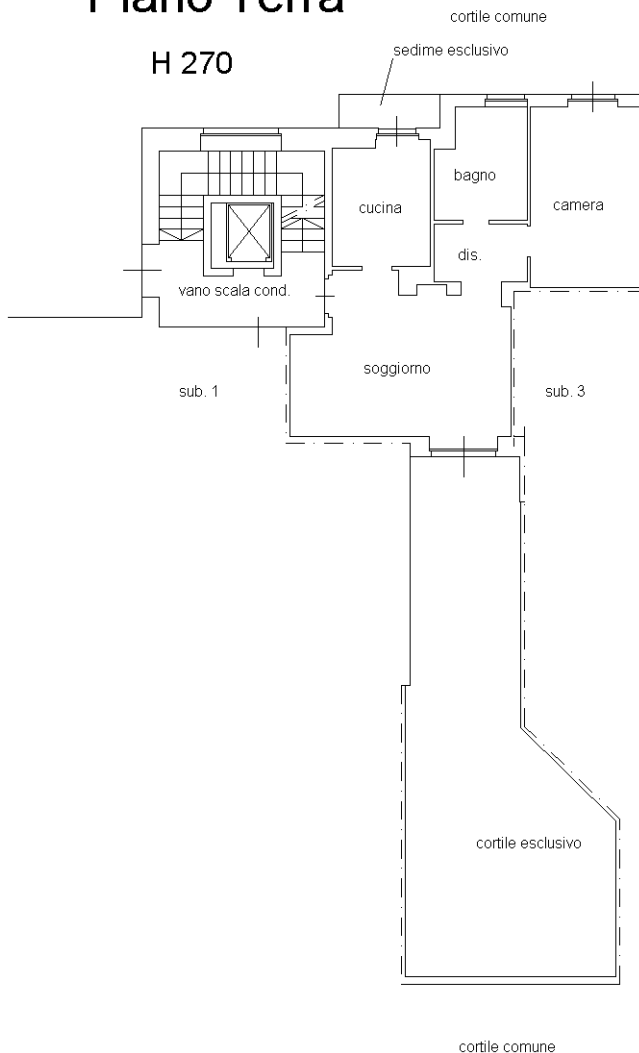 Piano Terra
cortile comune
sedime esclusivo
H 270
bagno
cucina
camera
dis.
vano scala cond.
soggiorno
sub. 1
sub. 3
cortile esclusivo
cortile comune